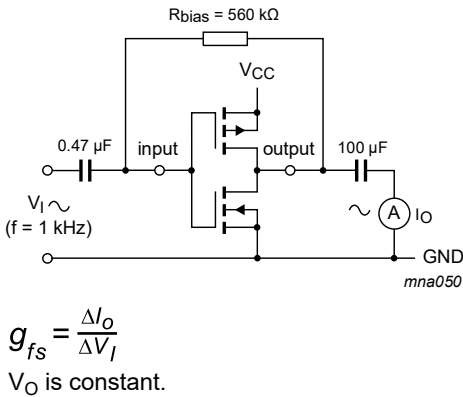 Rbias = 560 kΩ
VCC
0.47 µF
input
output
100 µF
VI
A
IO
(f = 1 kHz)
GND
mna050
gfs = ΔIo / ΔVI
VO is constant.